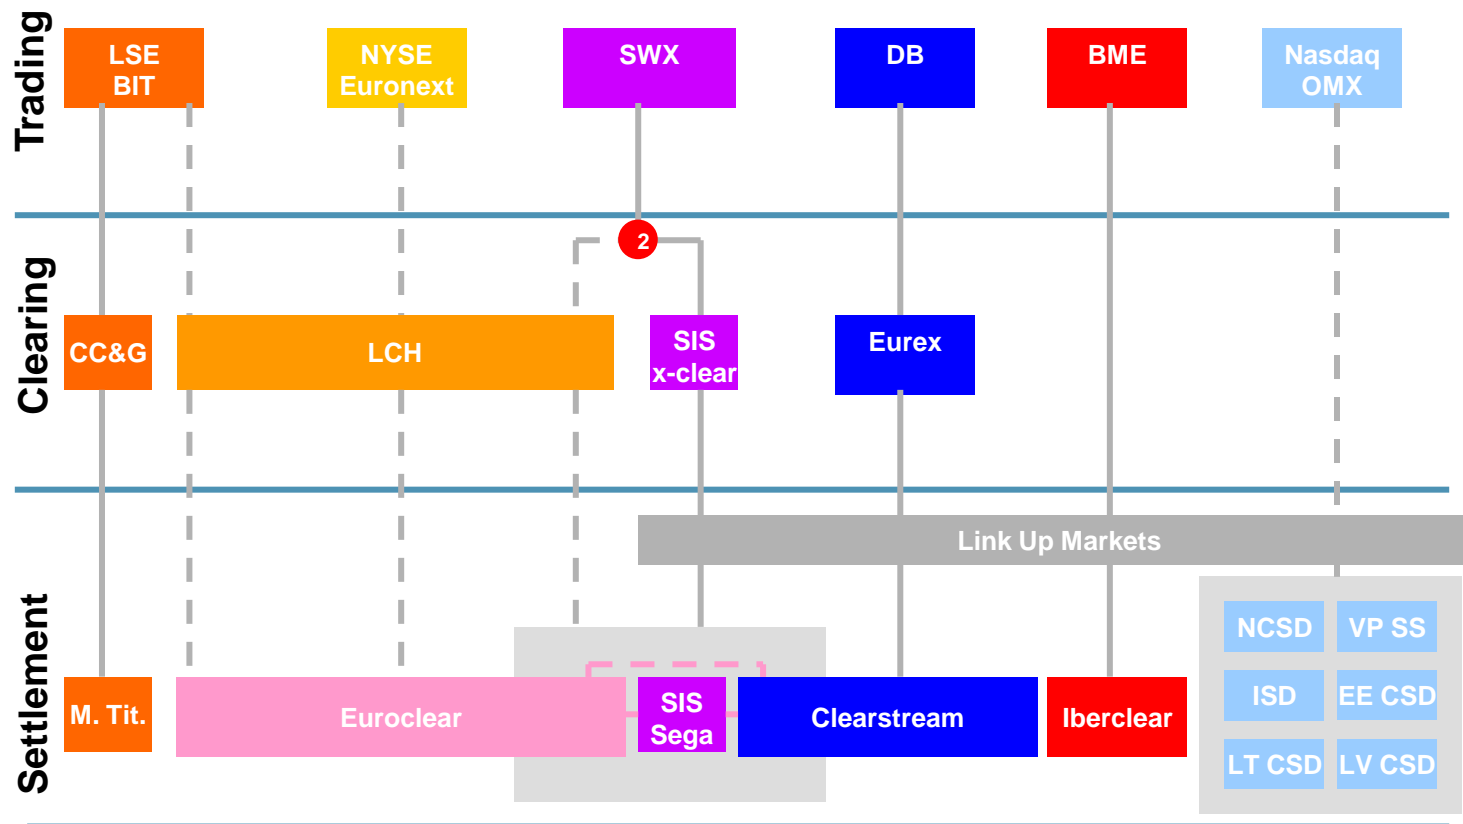 Trading
LSE
BIT
NYSE
Euronext
SWX
DB
BME
Nasdaq
OMX
Clearing
2
CC&G
LCH
SIS
x-clear
Eurex
Settlement
Link Up Markets
M. Tit.
Euroclear
SIS
Sega
Clearstream
Iberclear
NCSD
VP SS
ISD
EE CSD
LT CSD
LV CSD